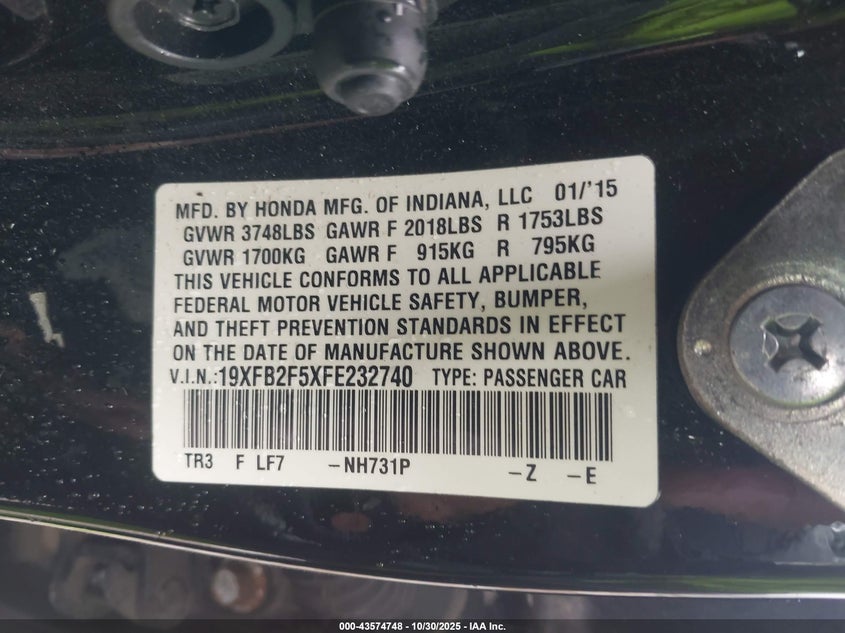 MFD. BY HONDA MFG. OF INDIANA, LLC 01/'15
GVWR 3748LBS GAWR F 2018LBS R 1753LBS
GVWR 1700KG GAWR F 915KG R 795KG
THIS VEHICLE CONFORMS TO ALL APPLICABLE
FEDERAL MOTOR VEHICLE SAFETY, BUMPER,
AND THEFT PREVENTION STANDARDS IN EFFECT
ON THE DATE OF MANUFACTURE SHOWN ABOVE.
V.I.N.:19XFB2F5XFE232740 TYPE: PASSENGER CAR
TR3 F LF7 -NH731P -Z -E
000-43574748 - 10/30/2025 - IAA Inc.